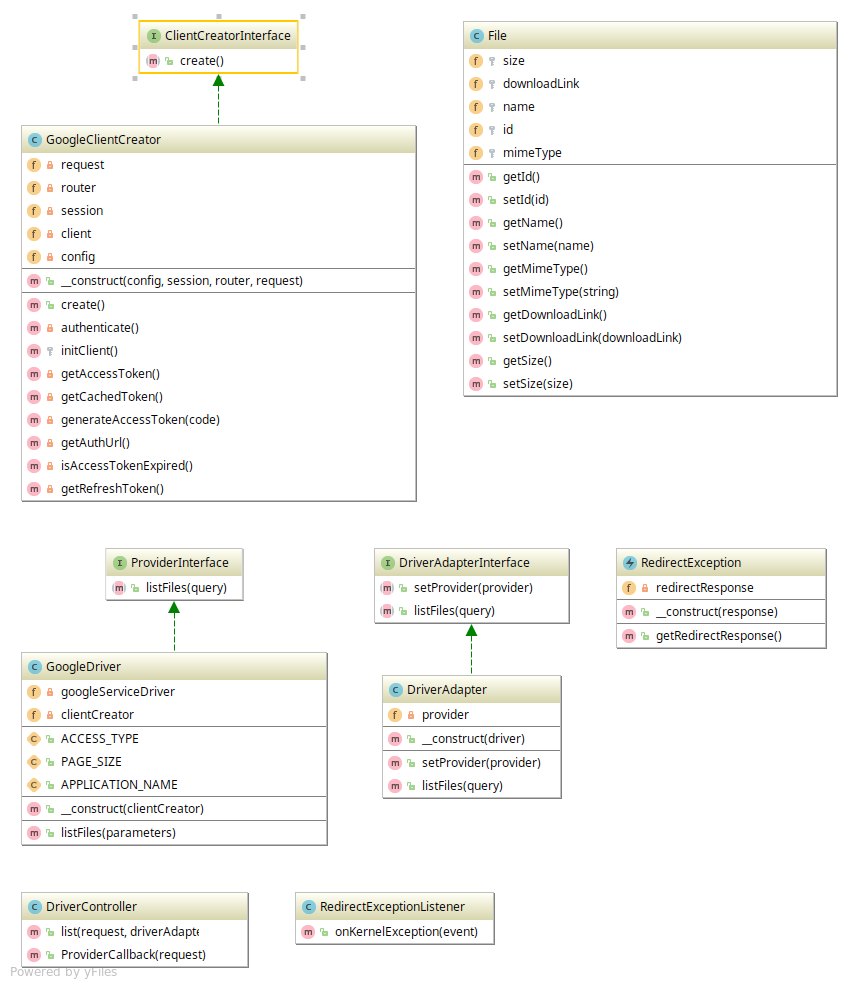 ClientCreatorInterface
create()
GoogleClientCreator
request
router
session
client
config
__construct(config, session, router, request)
create()
authenticate()
initClient()
getAccessToken()
getCachedToken()
generateAccessToken(code)
getAuthUrl()
isAccessTokenExpired()
getRefreshToken()
File
size
downloadLink
name
id
mimeType
getId()
setId(id)
getName()
setName(name)
getMimeType()
setMimeType(string)
getDownloadLink()
setDownloadLink(downloadLink)
getSize()
setSize(size)
ProviderInterface
listFiles(query)
DriverAdapterInterface
setProvider(provider)
listFiles(query)
RedirectException
redirectResponse
__construct(response)
getRedirectResponse()
GoogleDriver
googleServiceDriver
clientCreator
ACCESS_TYPE
PAGE_SIZE
APPLICATION_NAME
__construct(clientCreator)
listFiles(parameters)
DriverAdapter
provider
__construct(driver)
setProvider(provider)
listFiles(query)
DriverController
list(request, driverAdapte
ProviderCallback(request)
RedirectExceptionListener
onKernelException(event)
Powered by yFiles